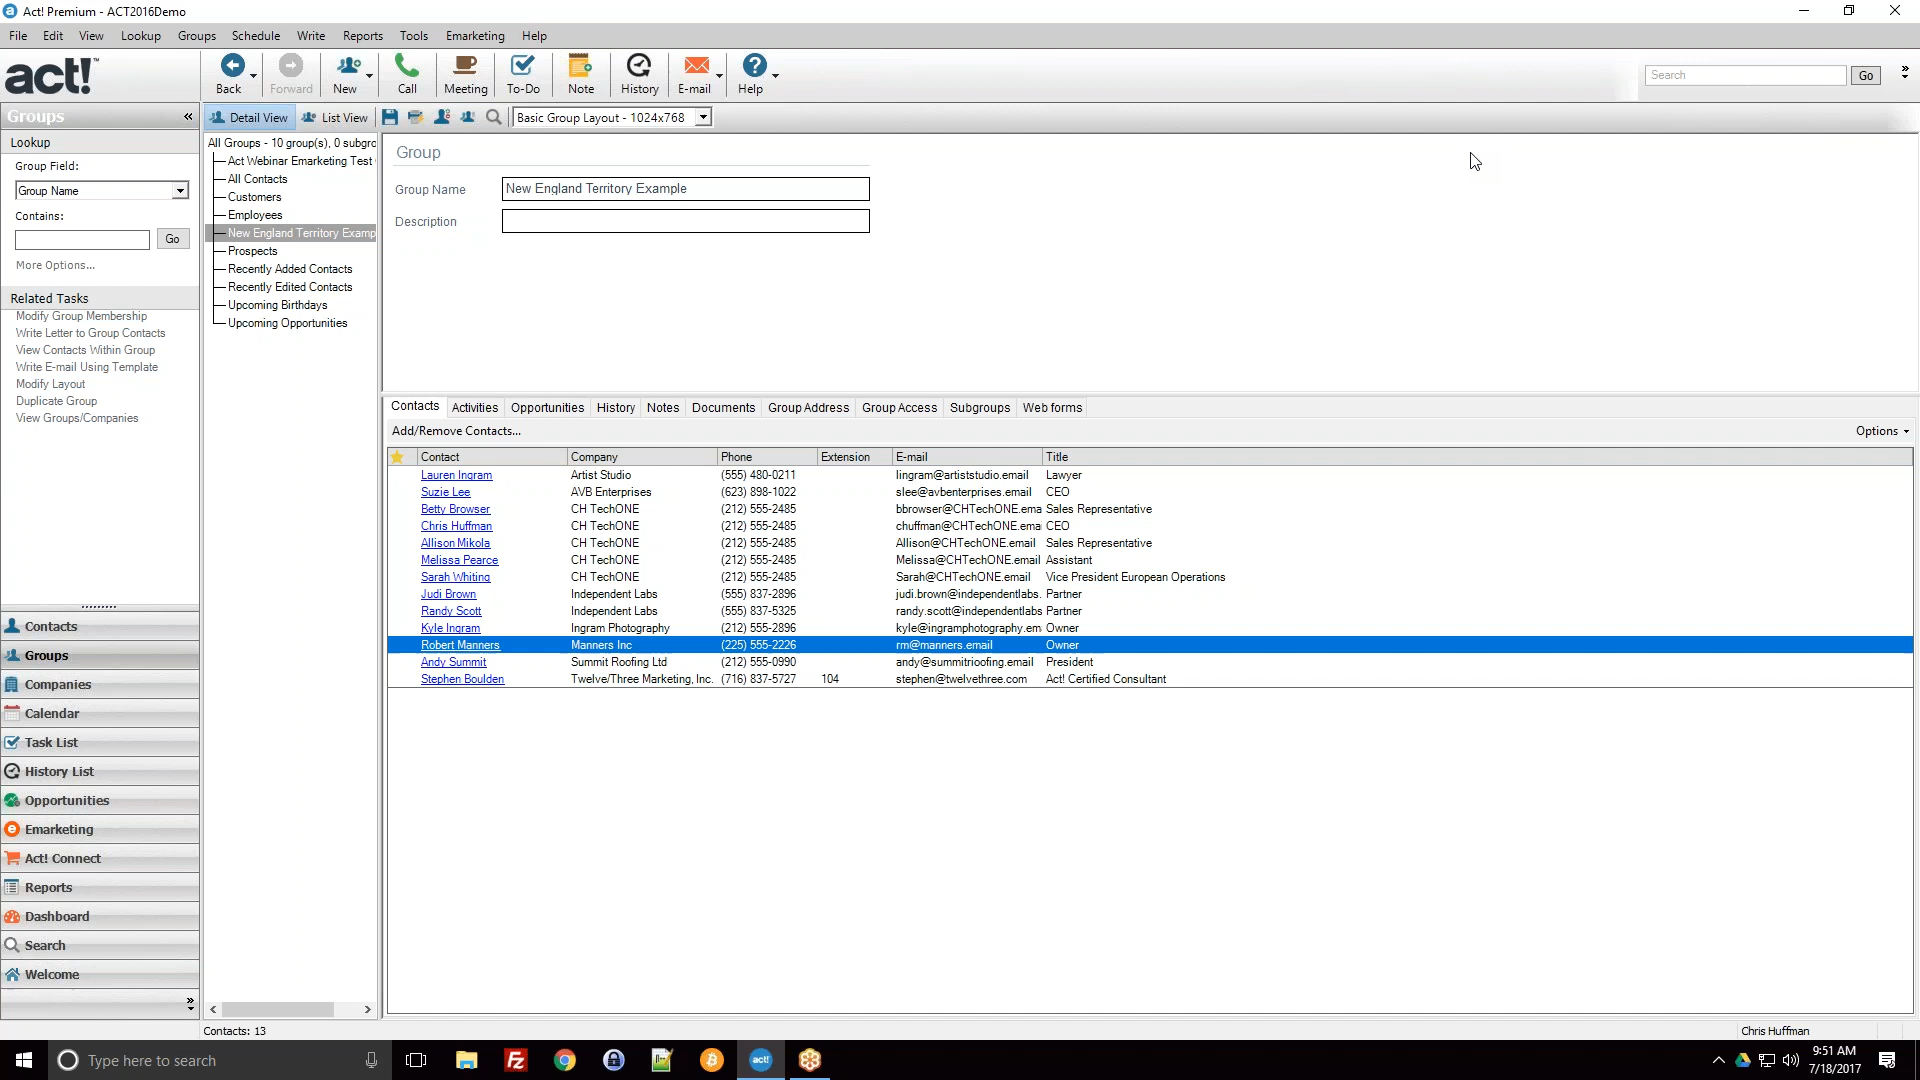 Act! Premium - ACT2016Demo
File Edit View Lookup Groups Schedule Write Reports Tools Emarketing Help
act!™
Back Forward New Call Meeting To-Do Note History E-mail Help
Search Go
Groups «
Detail View List View Basic Group Layout - 1024x768
Lookup
Group Field:
Group Name
Contains:
Go
More Options...
Related Tasks
Modify Group Membership
Write Letter to Group Contacts
View Contacts Within Group
Write E-mail Using Template
Modify Layout
Duplicate Group
View Groups/Companies
Contacts
Groups
Companies
Calendar
Task List
History List
Opportunities
Emarketing
Act! Connect
Reports
Dashboard
Search
Welcome
All Groups - 10 group(s), 0 subgro
Act Webinar Emarketing Test
All Contacts
Customers
Employees
New England Territory Examp
Prospects
Recently Added Contacts
Recently Edited Contacts
Upcoming Birthdays
Upcoming Opportunities
Group
Group Name New England Territory Example
Description
Contacts Activities Opportunities History Notes Documents Group Address Group Access Subgroups Web forms
Add/Remove Contacts... Options
Contact Company Phone Extension E-mail Title
Lauren Ingram Artist Studio (555) 480-0211 lingram@artiststudio.email Lawyer
Suzie Lee AVB Enterprises (623) 898-1022 slee@avbenterprises.email CEO
Betty Browser CH TechONE (212) 555-2485 bbrowser@CHTechONE.ema Sales Representative
Chris Huffman CH TechONE (212) 555-2485 chuffman@CHTechONE.ema CEO
Allison Mikola CH TechONE (212) 555-2485 Allison@CHTechONE.email Sales Representative
Melissa Pearce CH TechONE (212) 555-2485 Melissa@CHTechONE.email Assistant
Sarah Whiting CH TechONE (212) 555-2485 Sarah@CHTechONE.email Vice President European Operations
Judi Brown Independent Labs (555) 837-2896 judi.brown@independentlabs. Partner
Randy Scott Independent Labs (555) 837-5325 randy.scott@independentlabs Partner
Kyle Ingram Ingram Photography (212) 555-2896 kyle@ingramphotography.em Owner
Robert Manners Manners Inc (225) 555-2226 rm@manners.email Owner
Andy Summit Summit Roofing Ltd (212) 555-0990 andy@summitrioofing.email President
Stephen Boulden Twelve/Three Marketing, Inc. (716) 837-5727 104 stephen@twelvethree.com Act! Certified Consultant
Contacts: 13 Chris Huffman
Type here to search
act!
9:51 AM
7/18/2017